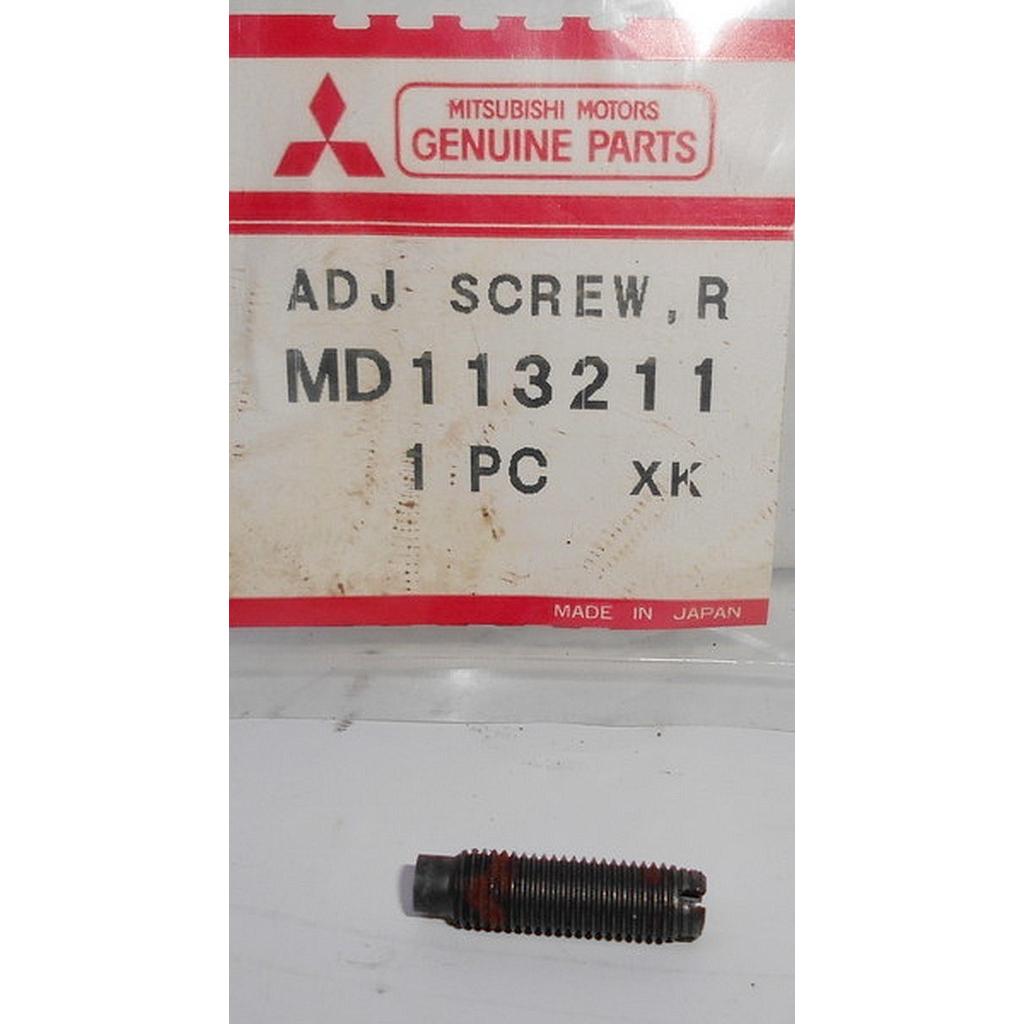 MITSUBISHI MOTORS
GENUINE PARTS
ADJ SCREW,R
MD113211
1 PC XK
MADE IN JAPAN